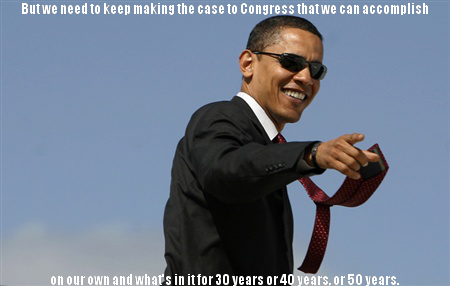 But we need to keep making the case to Congress that we can accomplish
on our own and what's in it for 30 years or 40 years, or 50 years.